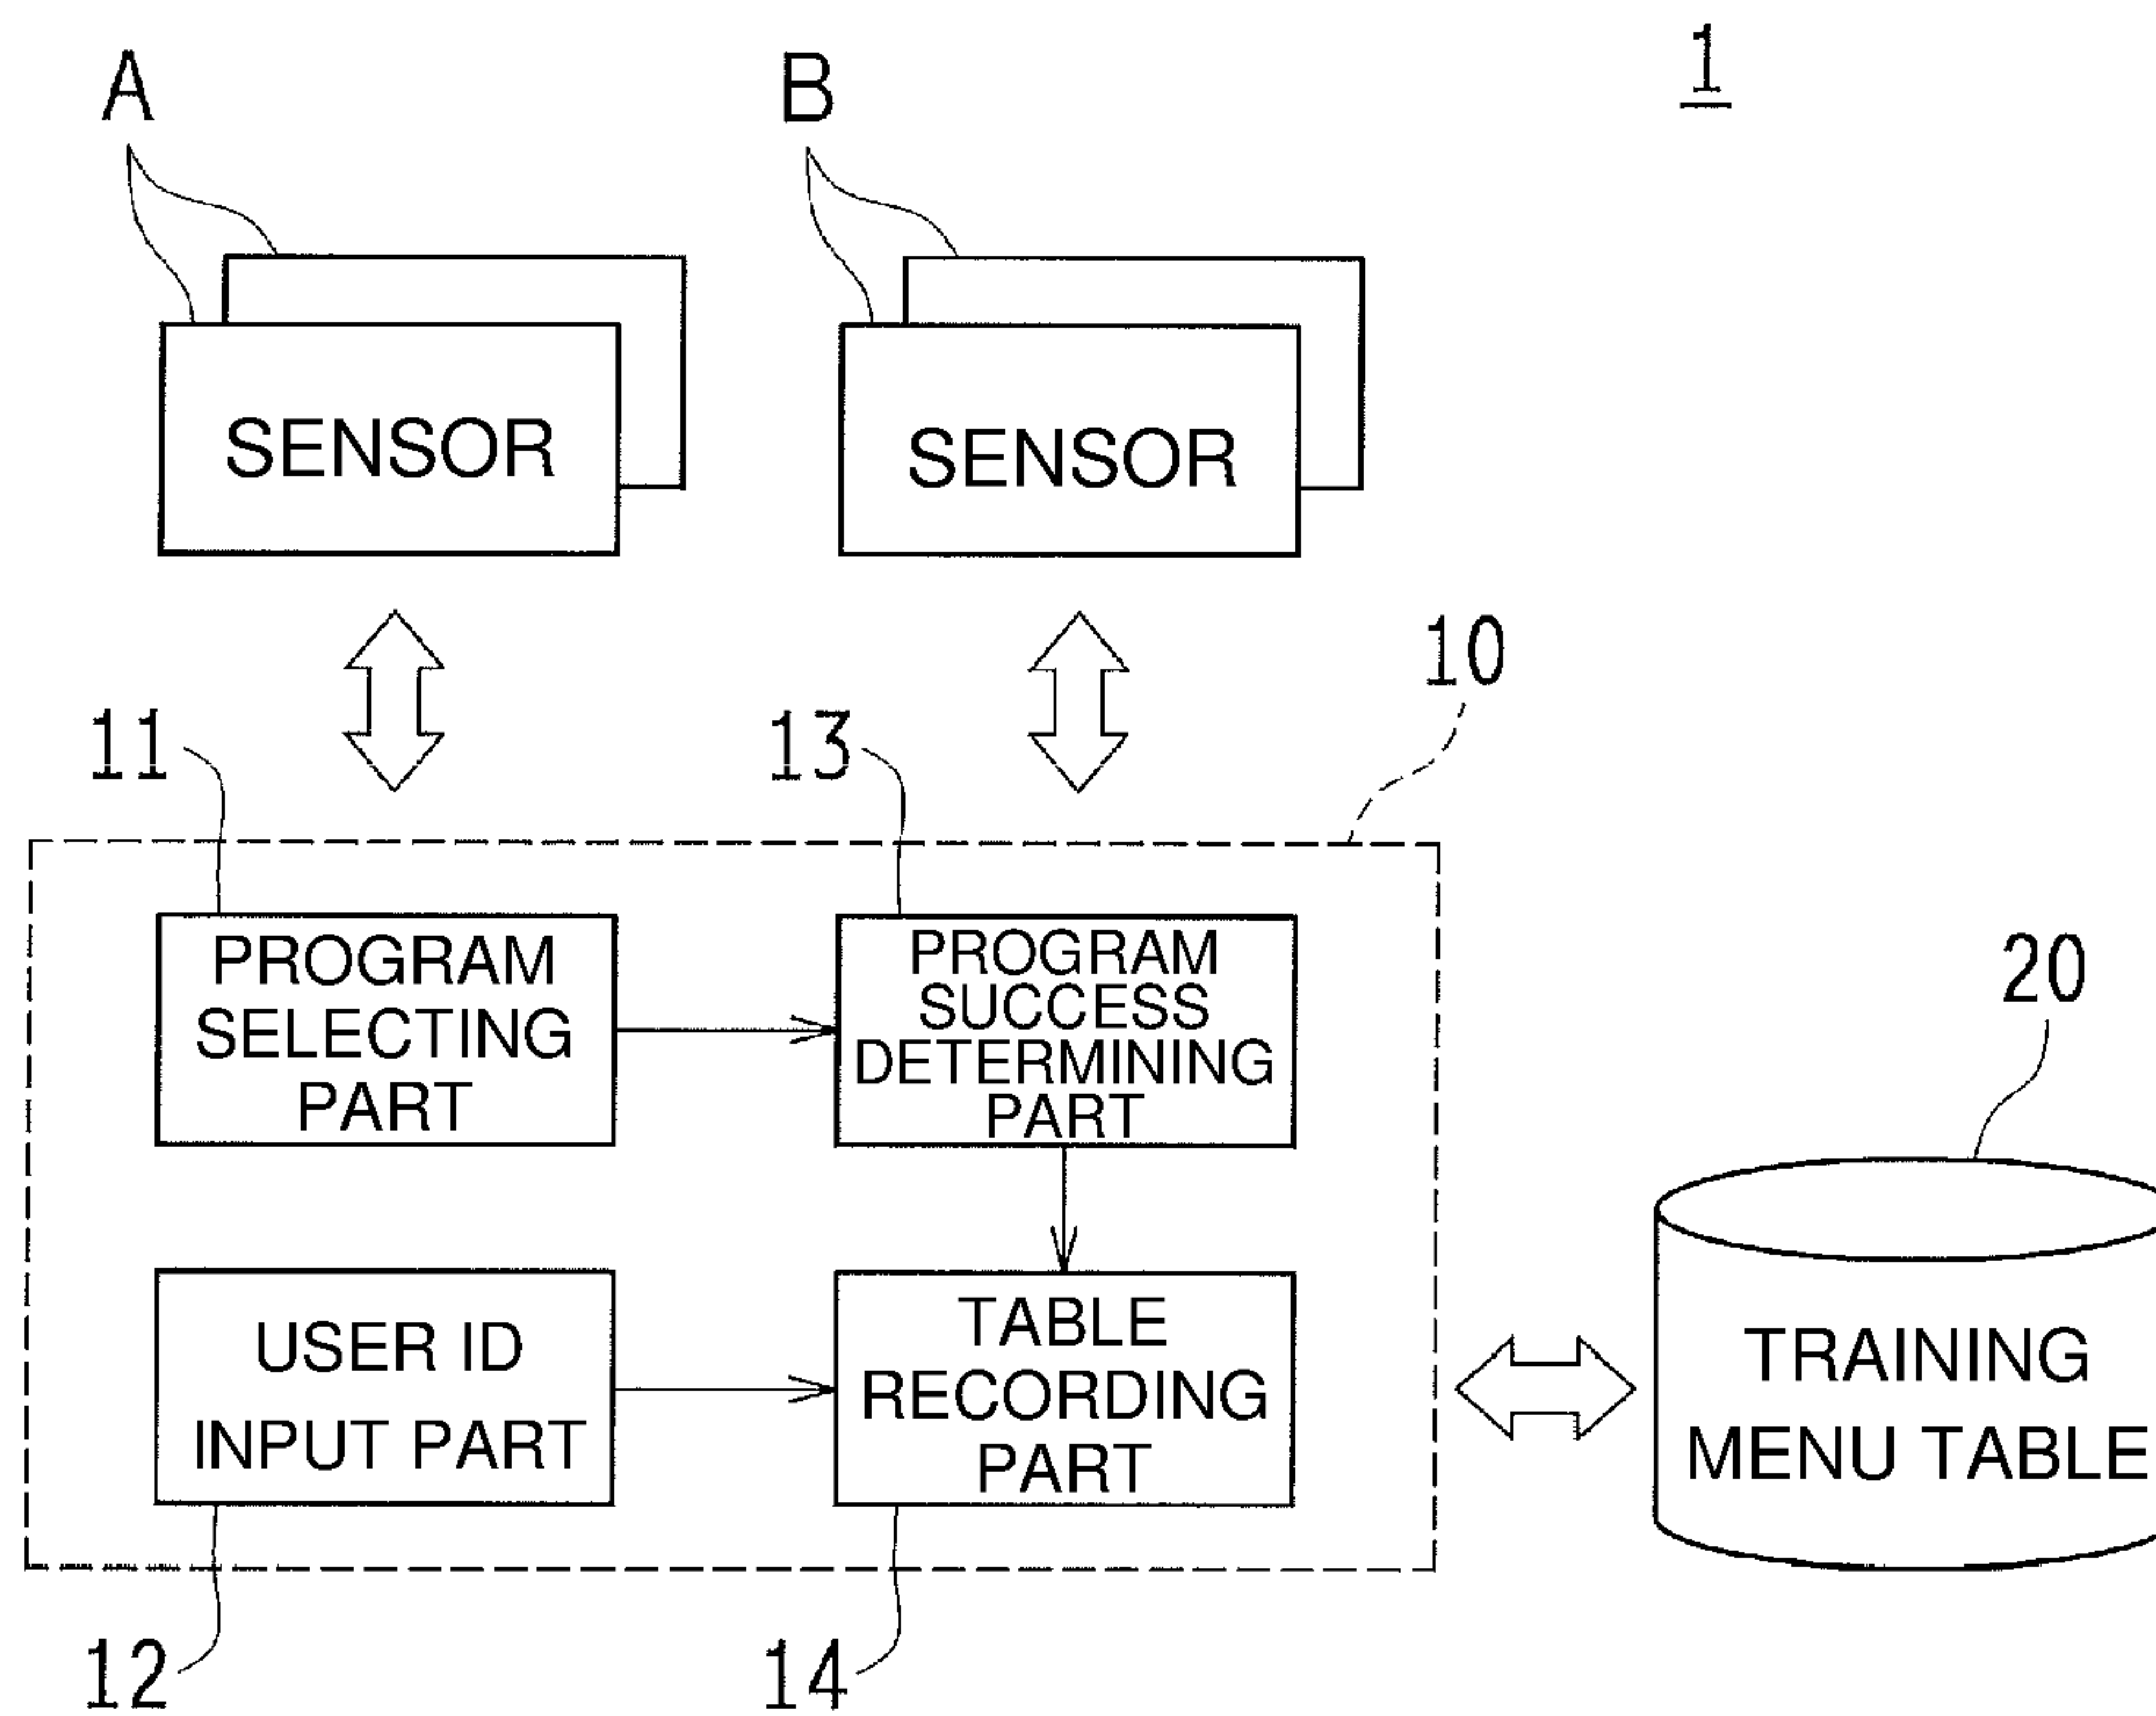 1
A
B
SENSOR
SENSOR
10
11
13
PROGRAM
SELECTING
PART
PROGRAM
SUCCESS
DETERMINING
PART
20
USER ID
INPUT PART
TABLE
RECORDING
PART
TRAINING
MENU TABLE
12
14